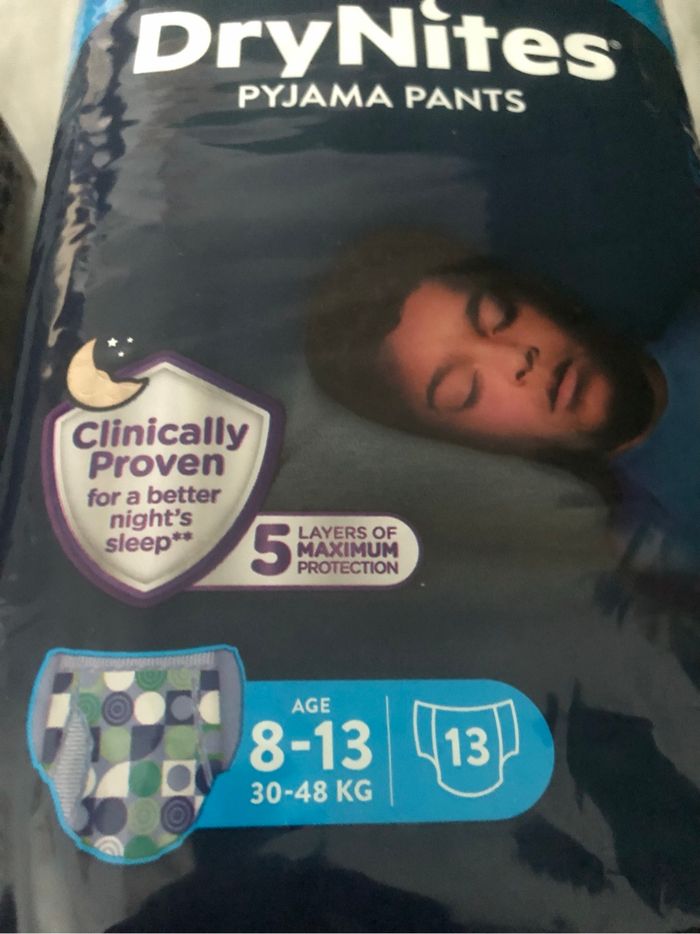 DryNites®
PYJAMA PANTS
Clinically
Proven
for a better
night's
sleep**
5 LAYERS OF
MAXIMUM
PROTECTION
AGE
8-13
30-48 KG
13